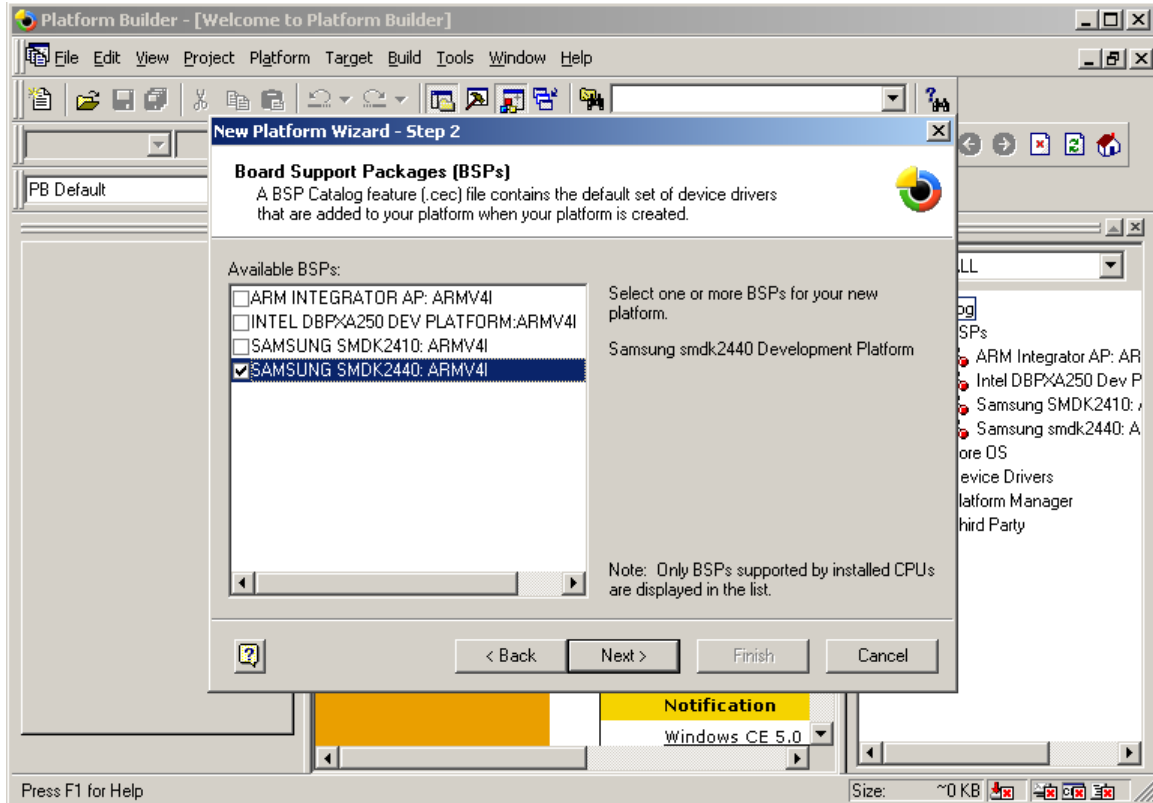 Platform Builder - [Welcome to Platform Builder]
File Edit View Project Platform Target Build Tools Window Help
New Platform Wizard - Step 2
PB Default
Board Support Packages (BSPs)
A BSP Catalog feature (.cec) file contains the default set of device drivers
that are added to your platform when your platform is created.
Available BSPs:
ARM INTEGRATOR AP: ARMV4I
INTEL DBPXA250 DEV PLATFORM:ARMV4I
SAMSUNG SMDK2410: ARMV4I
SAMSUNG SMDK2440: ARMV4I
Select one or more BSPs for your new
platform.
Samsung smdk2440 Development Platform
Note: Only BSPs supported by installed CPUs
are displayed in the list.
< Back Next > Finish Cancel
LL
og
SPs
ARM Integrator AP: AR
Intel DBPXA250 Dev P
Samsung SMDK2410:
Samsung smdk2440: A
ore OS
evice Drivers
latform Manager
hird Party
Notification
Windows CE 5.0
Press F1 for Help
Size: ~0 KB